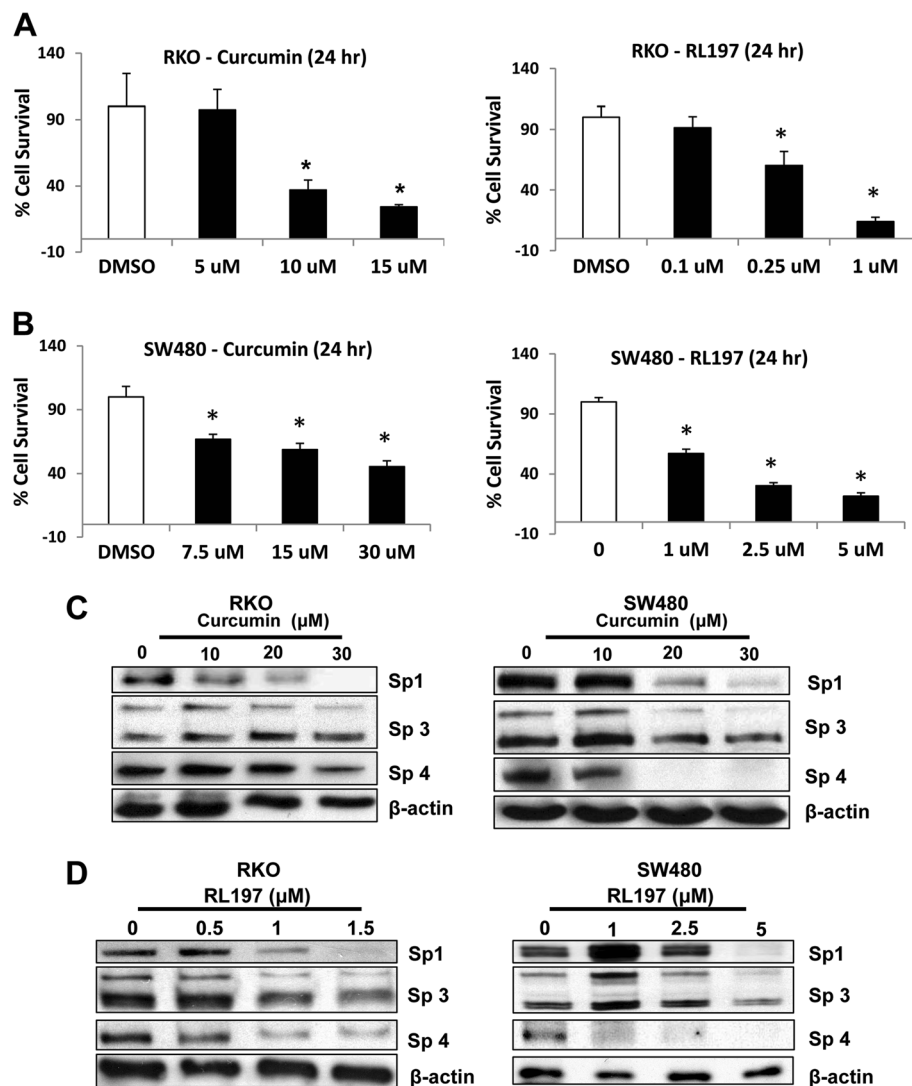 A
RKO - Curcumin (24 hr)
% Cell Survival
140
90
40
-10
*
*
DMSO 5 uM 10 uM 15 uM
RKO - RL197 (24 hr)
% Cell Survival
140
90
40
-10
*
*
DMSO 0.1 uM 0.25 uM 1 uM
B
SW480 - Curcumin (24 hr)
% Cell Survival
140
90
40
-10
*
*
*
DMSO 7.5 uM 15 uM 30 uM
SW480 - RL197 (24 hr)
% Cell Survival
140
90
40
-10
*
*
*
0 1 uM 2.5 uM 5 uM
C
RKO
Curcumin (μM)
0 10 20 30
Sp1
Sp 3
Sp 4
β-actin
SW480
Curcumin (μM)
0 10 20 30
Sp1
Sp 3
Sp 4
β-actin
D
RKO
RL197 (μM)
0 0.5 1 1.5
Sp1
Sp 3
Sp 4
β-actin
SW480
RL197 (μM)
0 1 2.5 5
Sp1
Sp 3
Sp 4
β-actin